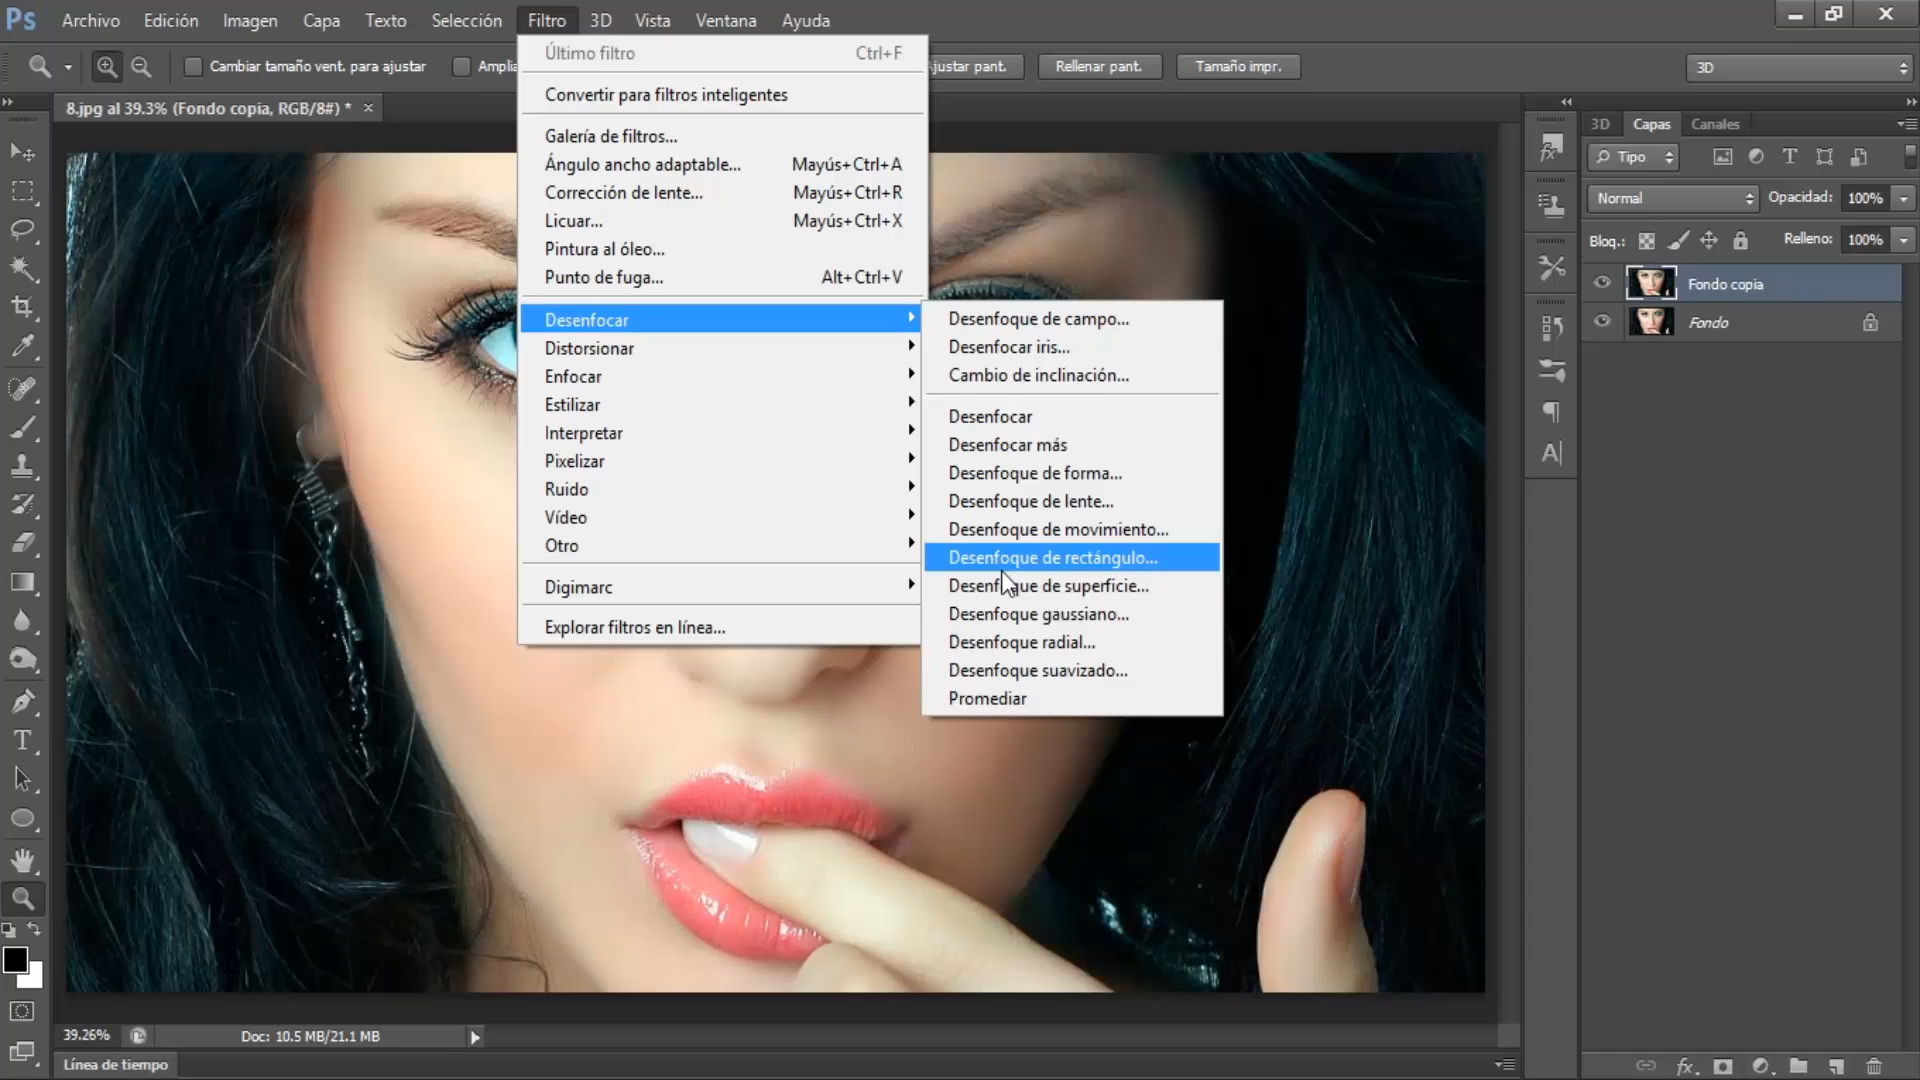 Ps Archivo Edición Imagen Capa Texto Selección Filtro 3D Vista Ventana Ayuda
Cambiar tamaño vent. para ajustar Amplia justar pant. Rellenar pant. Tamaño impr. 3D
8.jpg al 39.3% (Fondo copia, RGB/8#) * ×
Último filtro Ctrl+F
Convertir para filtros inteligentes
Galería de filtros...
Ángulo ancho adaptable... Mayús+Ctrl+A
Corrección de lente... Mayús+Ctrl+R
Licuar... Mayús+Ctrl+X
Pintura al óleo...
Punto de fuga... Alt+Ctrl+V
Desenfocar
Distorsionar
Enfocar
Estilizar
Interpretar
Pixelizar
Ruido
Vídeo
Otro
Digimarc
Explorar filtros en línea...
Desenfoque de campo...
Desenfocar iris...
Cambio de inclinación...
Desenfocar
Desenfocar más
Desenfoque de forma...
Desenfoque de lente...
Desenfoque de movimiento...
Desenfoque de rectángulo...
Desenfoque de superficie...
Desenfoque gaussiano...
Desenfoque radial...
Desenfoque suavizado...
Promediar
3D Capas Canales
Tipo
Normal Opacidad: 100%
Bloq.: Relleno: 100%
Fondo copia
Fondo
39.26% Doc: 10.5 MB/21.1 MB
Línea de tiempo